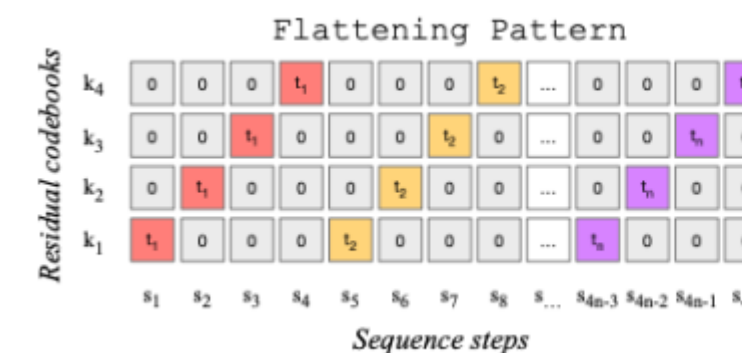 Flattening Pattern
Residual codebooks
k4 0 0 0 t1 0 0 0 t2 ... 0 0 0
k3 0 0 t1 0 0 0 t2 0 ... 0 0 tn
k2 0 t1 0 0 0 t2 0 0 ... 0 tn 0
k1 t1 0 0 0 t2 0 0 0 ... tn 0 0
s1 s2 s3 s4 s5 s6 s7 s8 s... s4n-3 s4n-2 s4n-1
Sequence steps